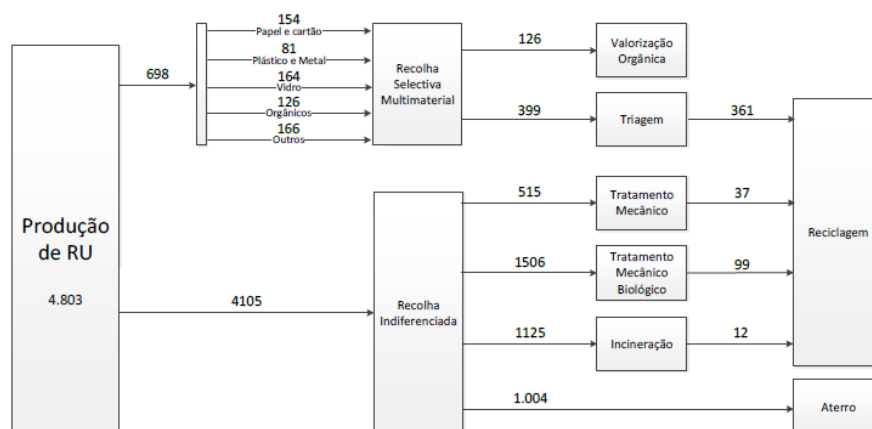 154
Papel e cartão
81
Plástico e Metal
698
164
Vidro
126
Orgânicos
166
Outros
Recolha
Selectiva
Multimaterial
126
Valorização
Orgânica
399
Triagem
361
Produção
de RU
4.803
4105
Recolha
Indiferenciada
515
Tratamento
Mecânico
37
1506
Tratamento
Mecânico
Biológico
99
1125
Incineração
12
Reciclagem
1.004
Aterro